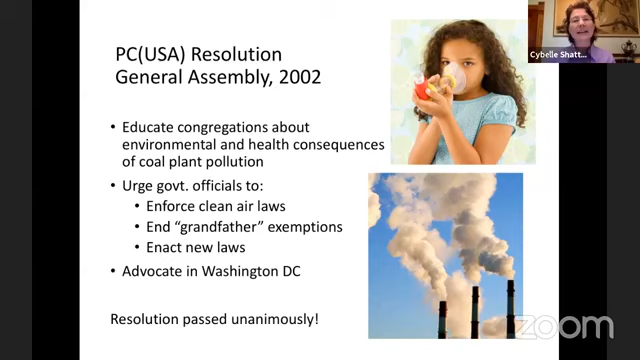 PC(USA) Resolution
General Assembly, 2002
• Educate congregations about
environmental and health consequences
of coal plant pollution
• Urge govt. officials to:
• Enforce clean air laws
• End “grandfather” exemptions
• Enact new laws
• Advocate in Washington DC
Resolution passed unanimously!
Cybelle Shatt...
zoom